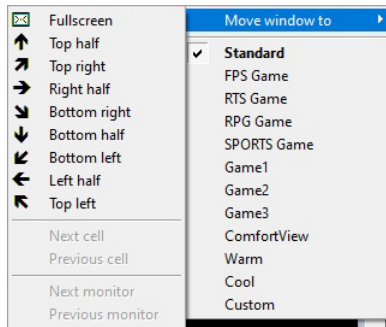 Fullscreen
Top half
Top right
Right half
Bottom right
Bottom half
Bottom left
Left half
Top left
Next cell
Previous cell
Next monitor
Previous monitor
Move window to
Standard
FPS Game
RTS Game
RPG Game
SPORTS Game
Game1
Game2
Game3
ComfortView
Warm
Cool
Custom